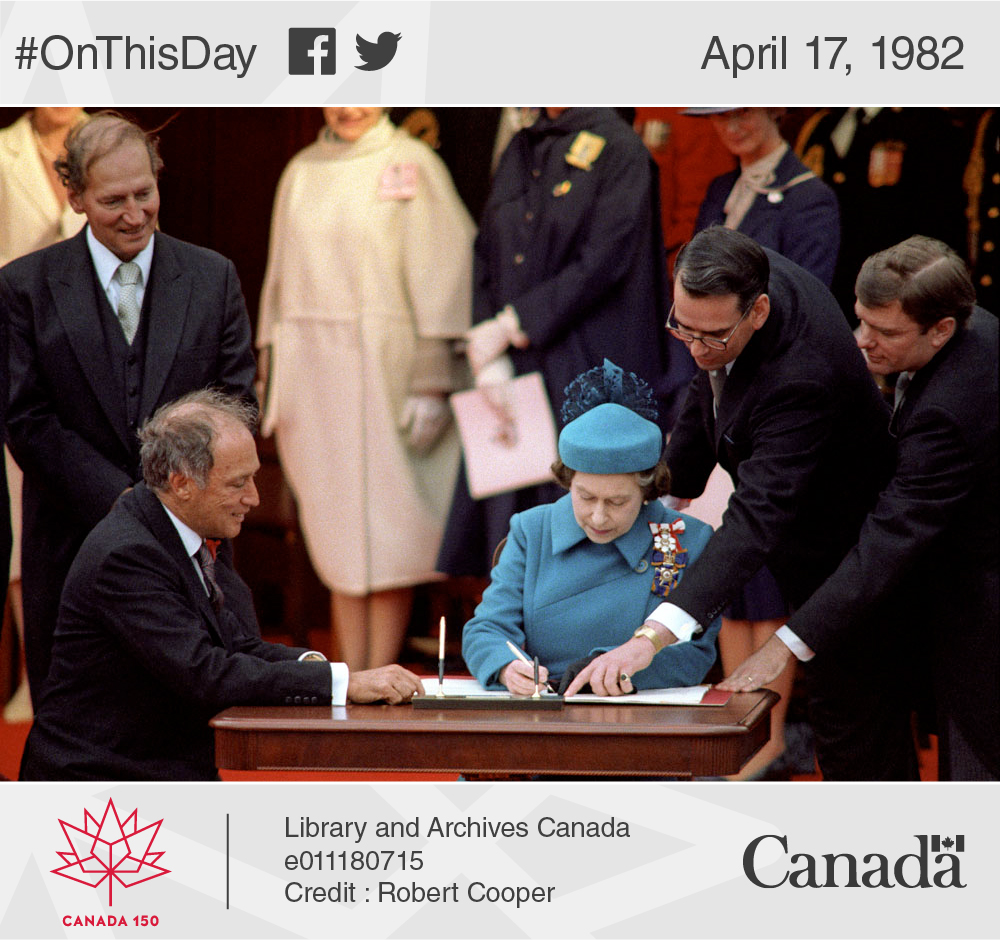 #OnThisDay
April 17, 1982
CANADA 150
Library and Archives Canada
e011180715
Credit : Robert Cooper
Canada